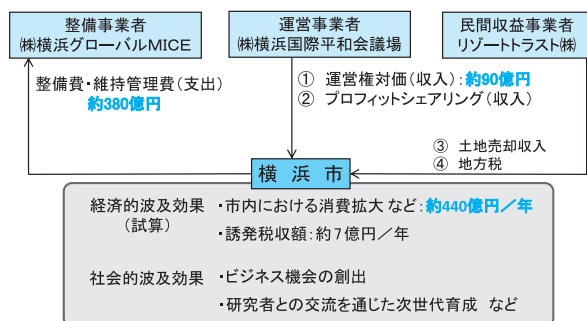 整備事業者
㈱横浜グローバルMICE
運営事業者
㈱横浜国際平和会議場
民間収益事業者
リゾートトラスト㈱
整備費・維持管理費(支出)
約380億円
① 運営権対価(収入):約90億円
② プロフィットシェアリング(収入)
③ 土地売却収入
④ 地方税
横 浜 市
経済的波及効果 ・市内における消費拡大 など:約440億円/年
(試算) ・誘発税収額:約7億円/年
社会的波及効果 ・ビジネス機会の創出
・研究者との交流を通じた次世代育成 など